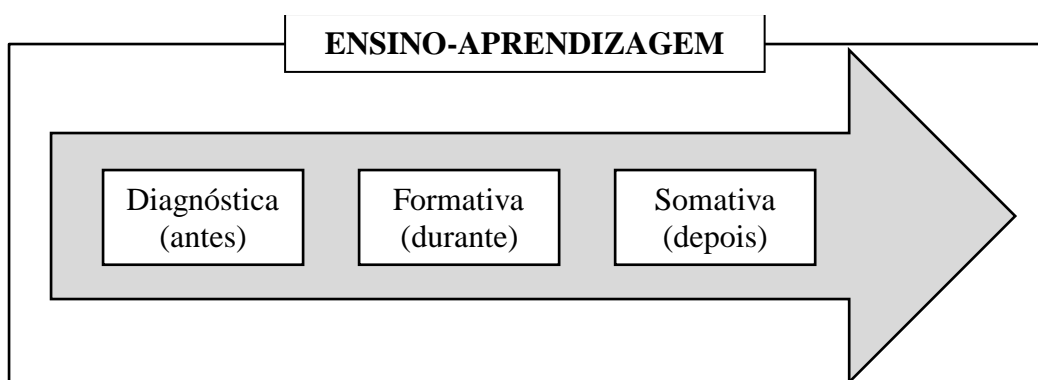 ENSINO-APRENDIZAGEM
Diagnóstica
(antes)
Formativa
(durante)
Somativa
(depois)